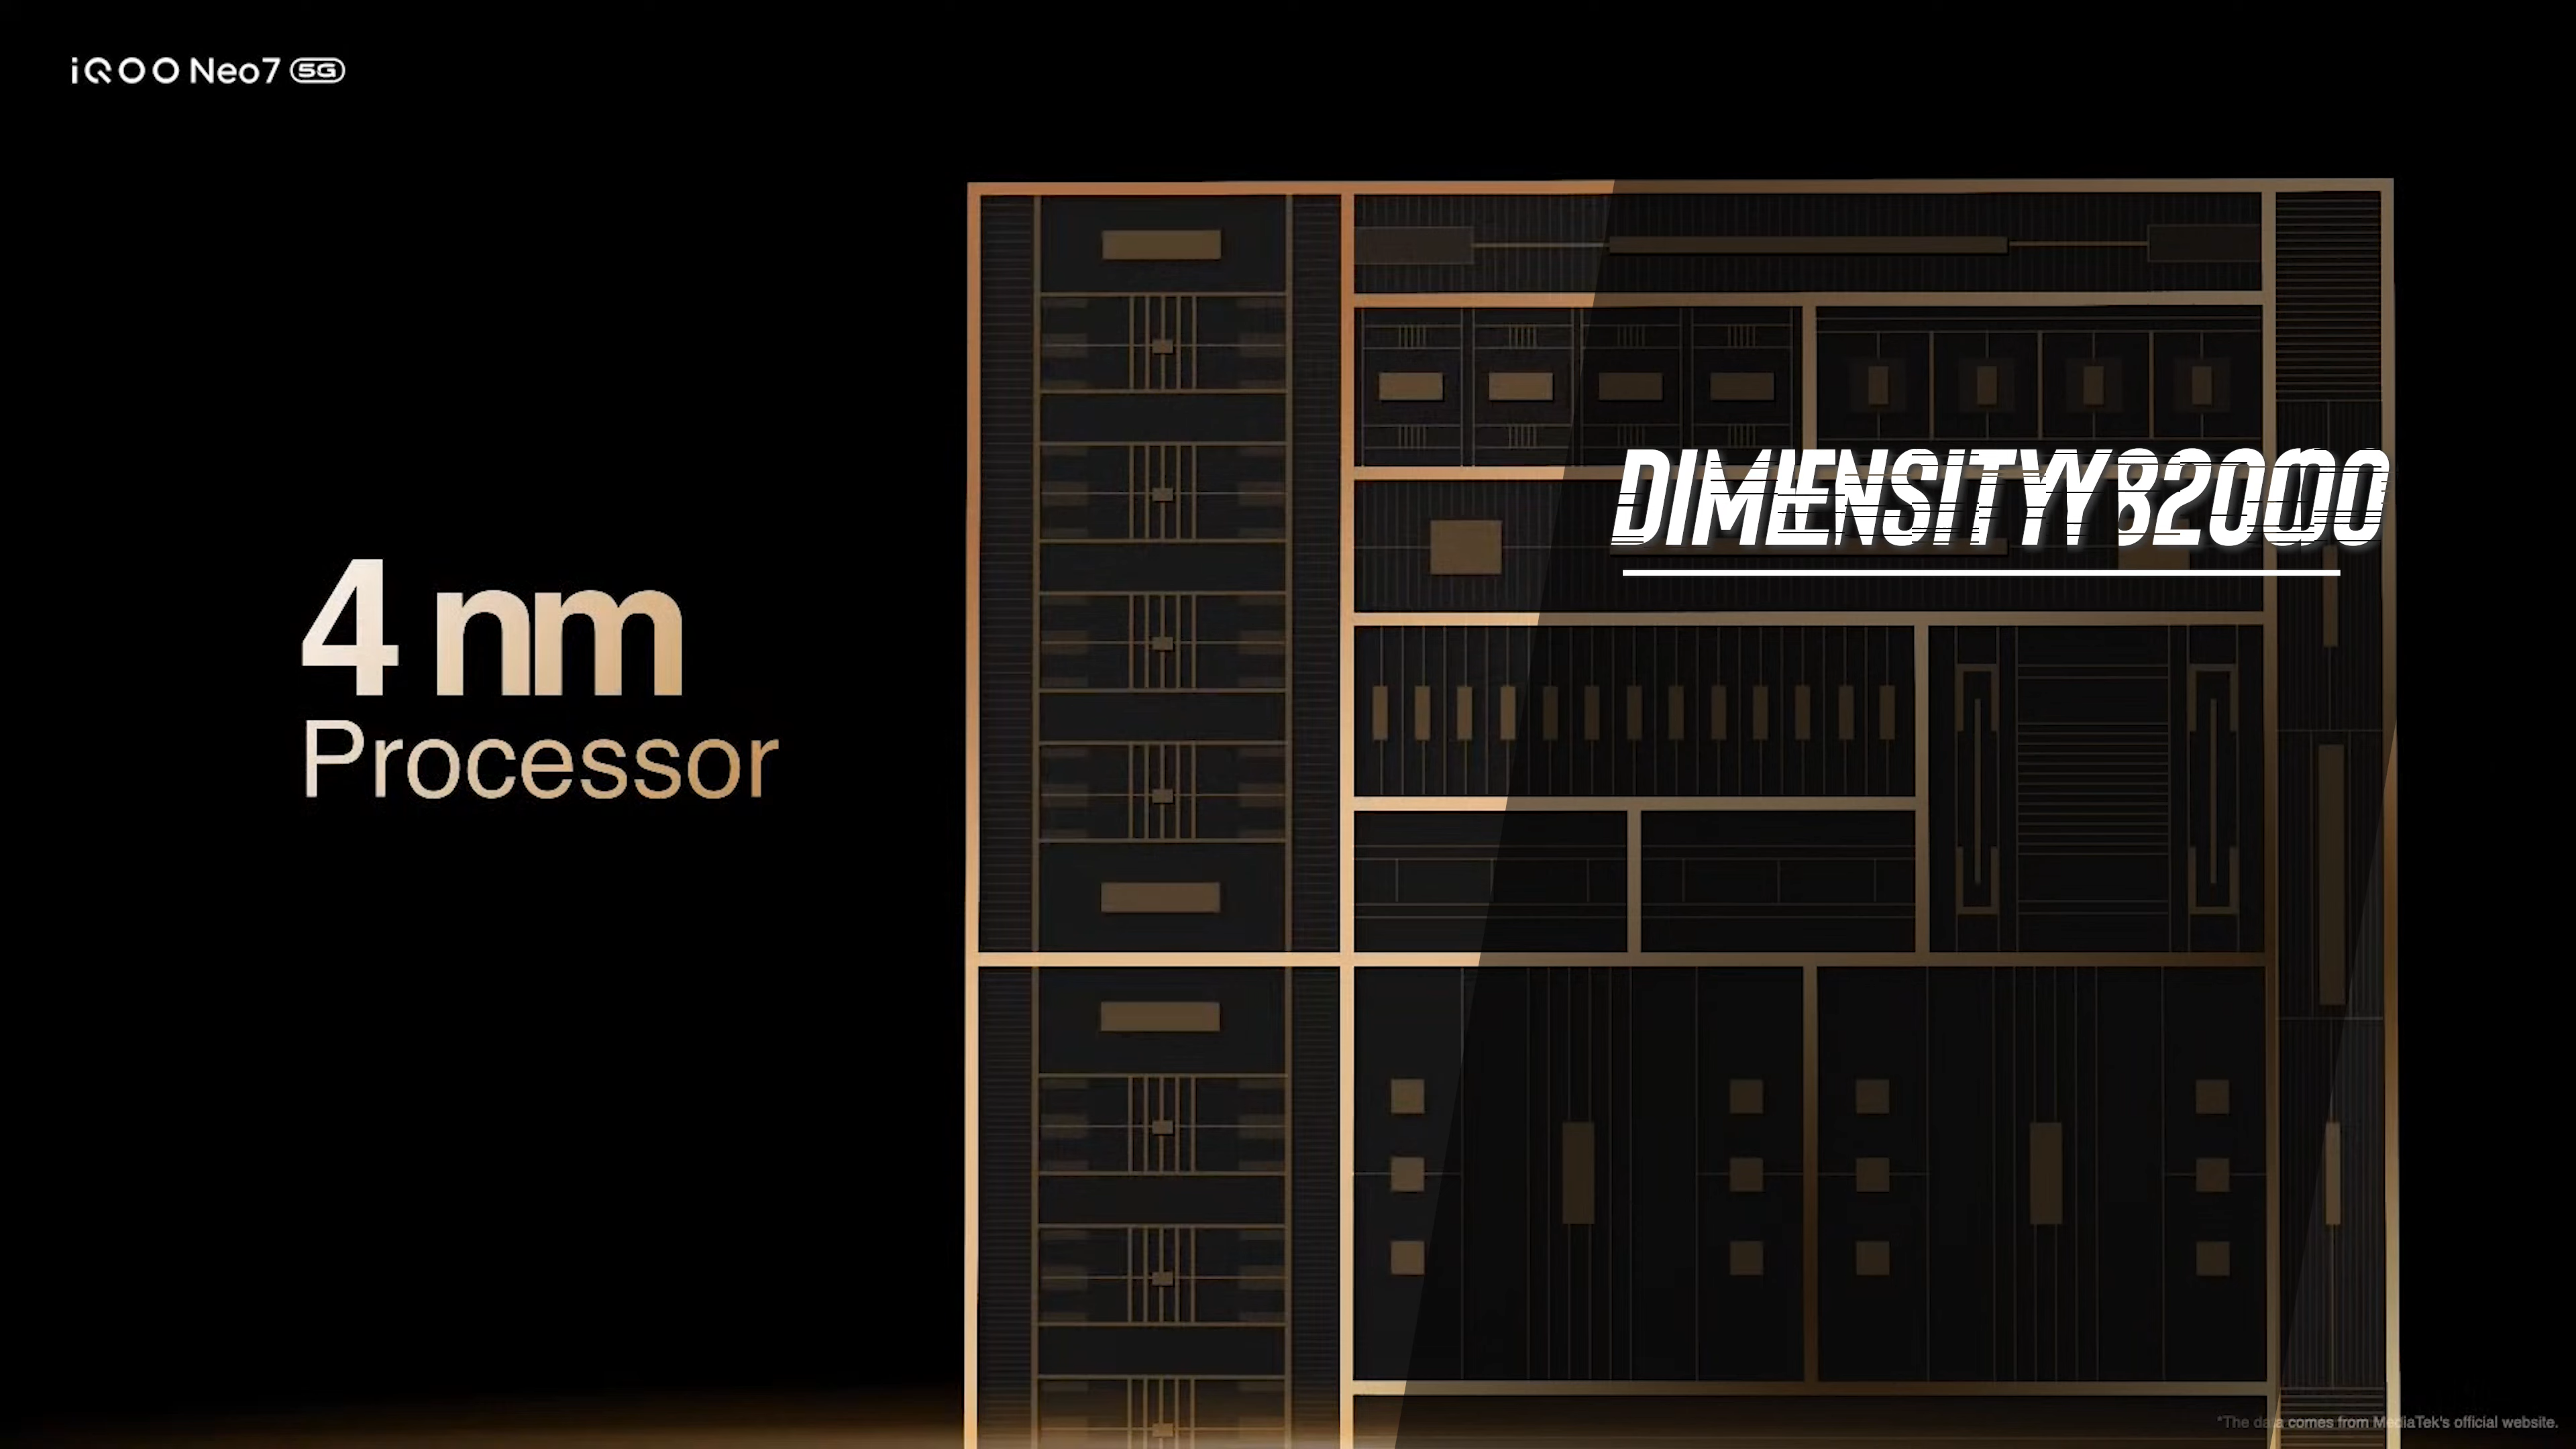 iQOO Neo7 5G
DIMENSITY 8200
4 nm
Processor
*The data comes from MediaTek's official website.